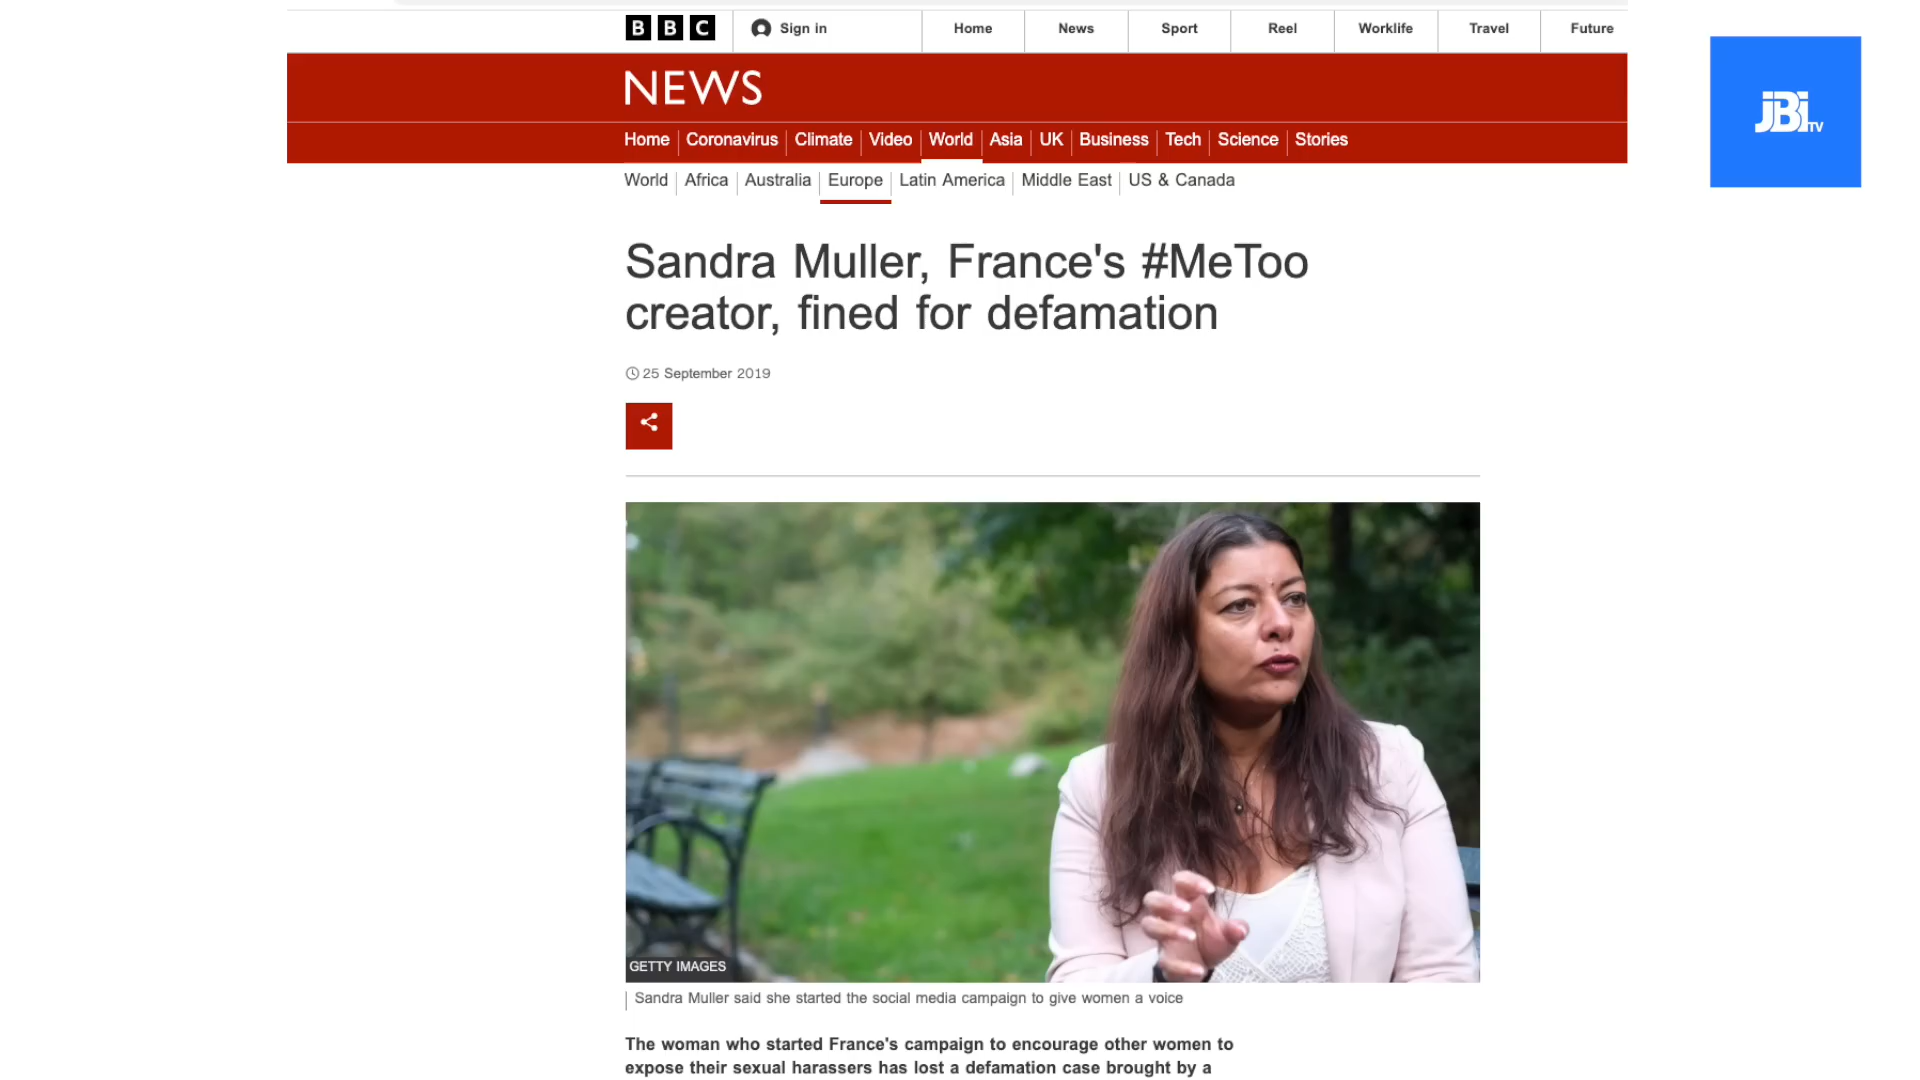 BBC
Sign in
Home
News
Sport
Reel
Worklife
Travel
Future
JBI TV
NEWS
Home Coronavirus Climate Video World Asia UK Business Tech Science Stories
World Africa Australia Europe Latin America Middle East US & Canada
Sandra Muller, France's #MeToo
creator, fined for defamation
25 September 2019
GETTY IMAGES
Sandra Muller said she started the social media campaign to give women a voice
The woman who started France's campaign to encourage other women to
expose their sexual harassers has lost a defamation case brought by a